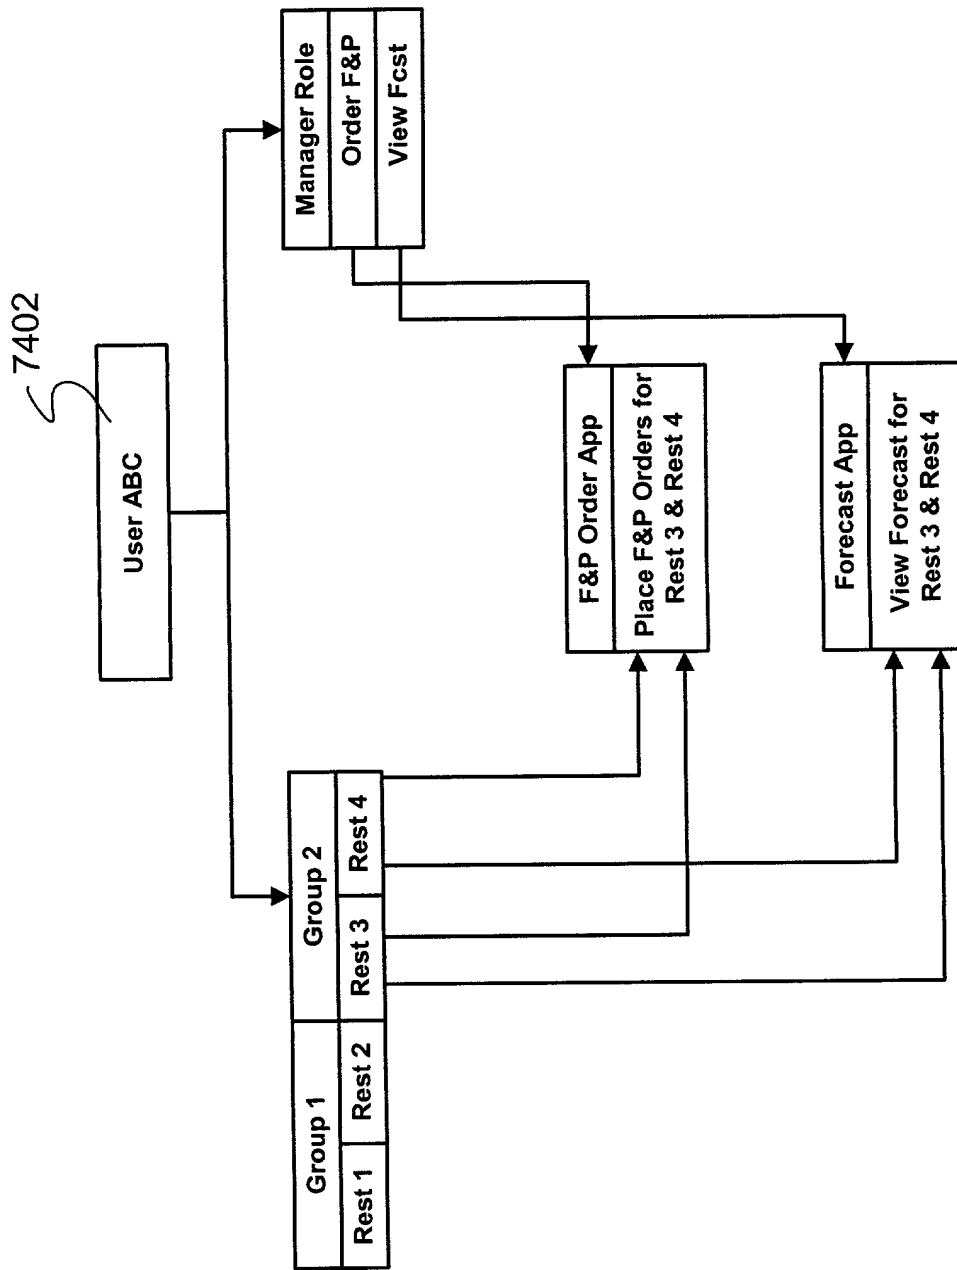 7402
User ABC
Group 1
Group 2
Rest 1
Rest 2
Rest 3
Rest 4
Manager Role
Order F&P
View Fcst
F&P Order App
Place F&P Orders for
Rest 3 & Rest 4
Forecast App
View Forecast for
Rest 3 & Rest 4